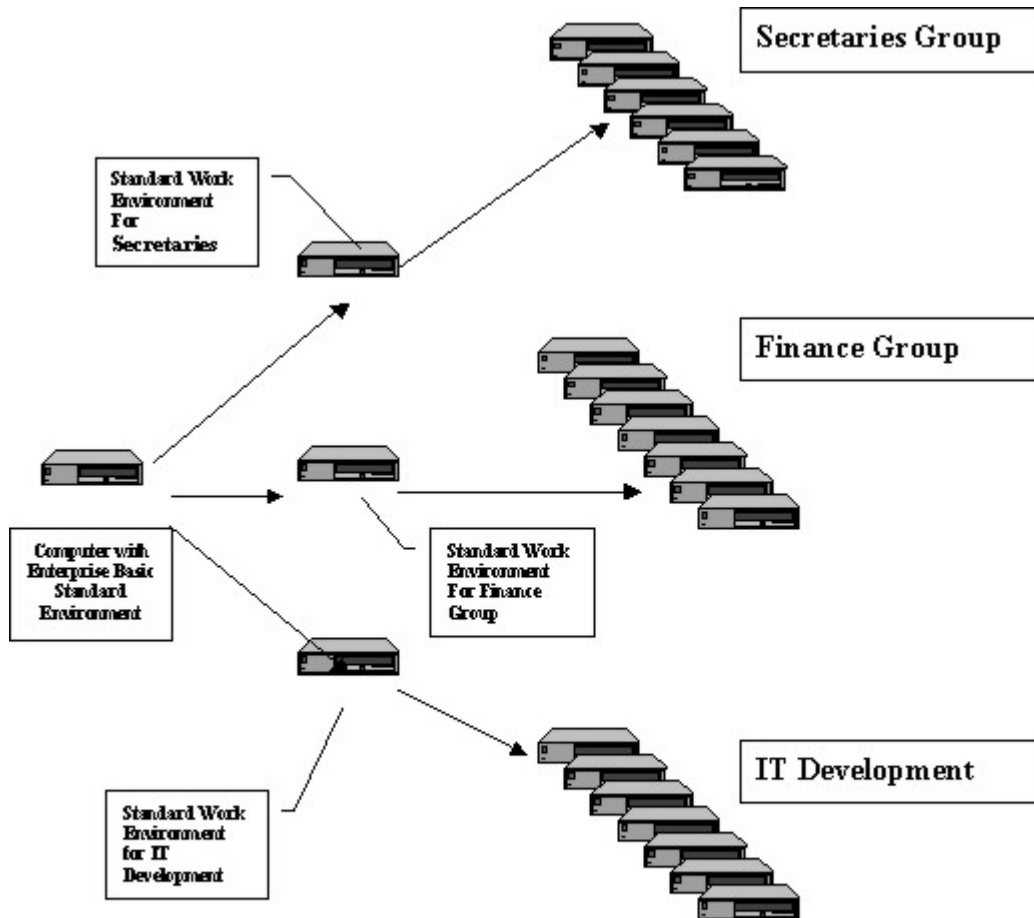 Secretaries Group
Standard Work
Environment
For
Secretaries
Finance Group
Computer with
Enterprise Basic
Standard
Environment
Standard Work
Environment
For Finance
Group
IT Development
Standard Work
Environment
for IT
Development